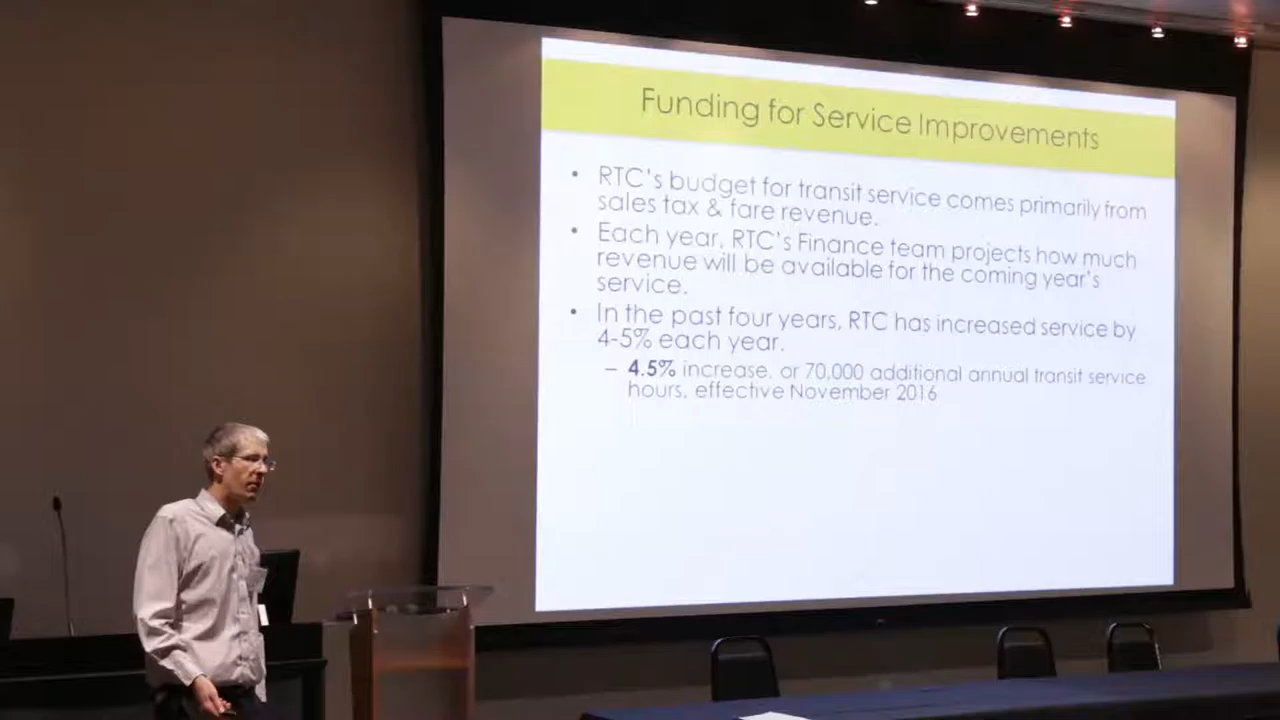 Funding for Service Improvements
• RTC's budget for transit service comes primarily from
sales tax & fare revenue.
• Each year, RTC's Finance team projects how much
revenue will be available for the coming year's
service.
• In the past four years, RTC has increased service by
4-5% each year.
– 4.5% increase, or 70,000 additional annual transit service
hours, effective November 2016